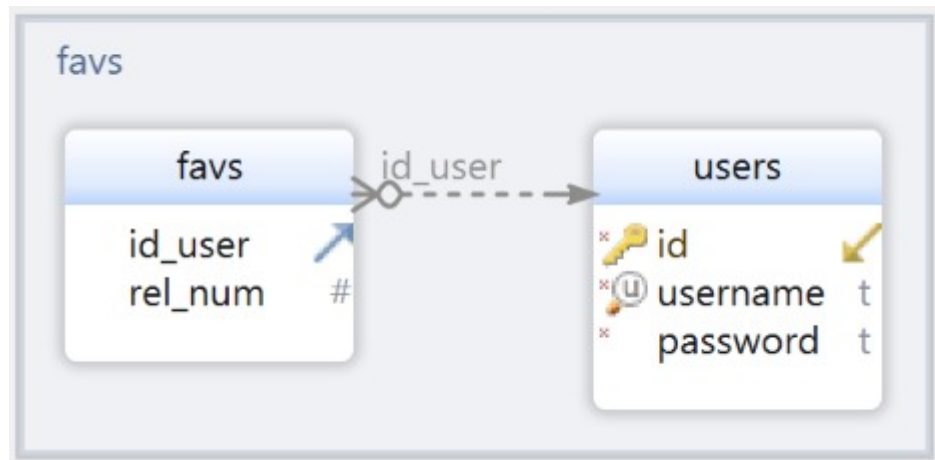 favs
favs
id_user
rel_num #
id_user
users
id
u username t
password t